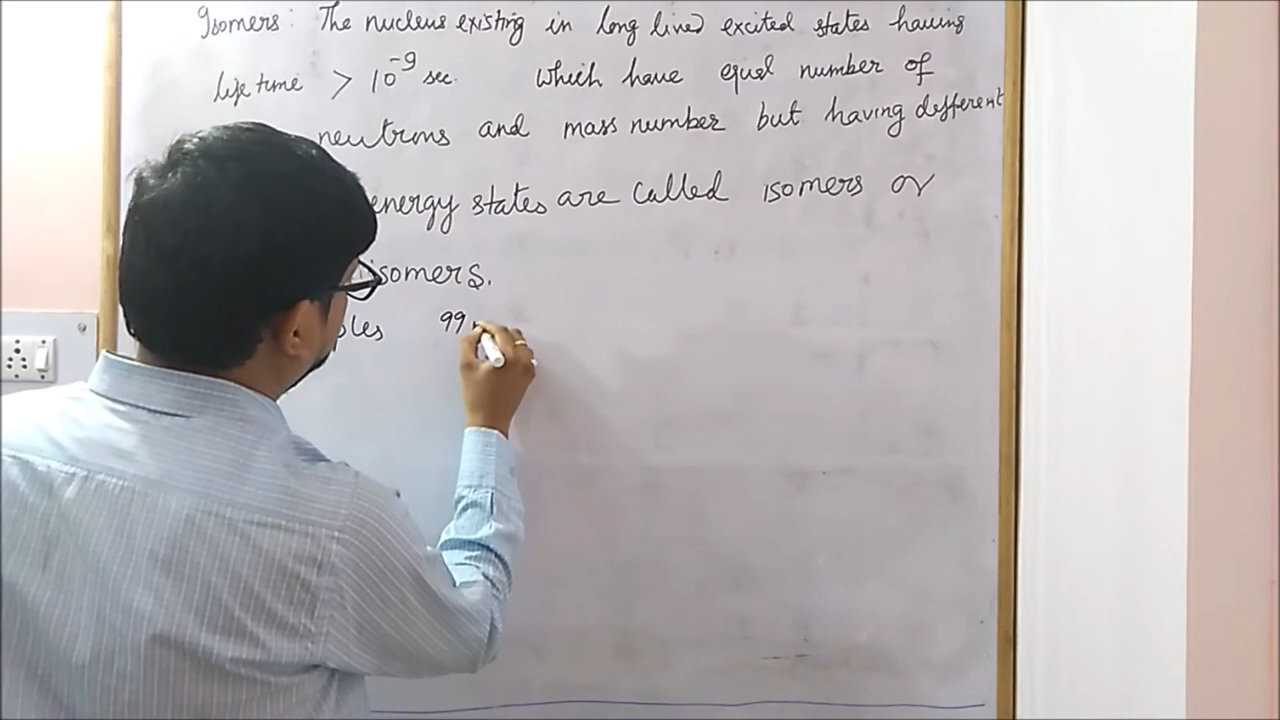 Isomers: The nucleus existing in long lived excited states having
life time > 10⁻⁹ sec. which have equal number of
neutrons and mass number but having different
energy states are called isomers or
isomers.
99